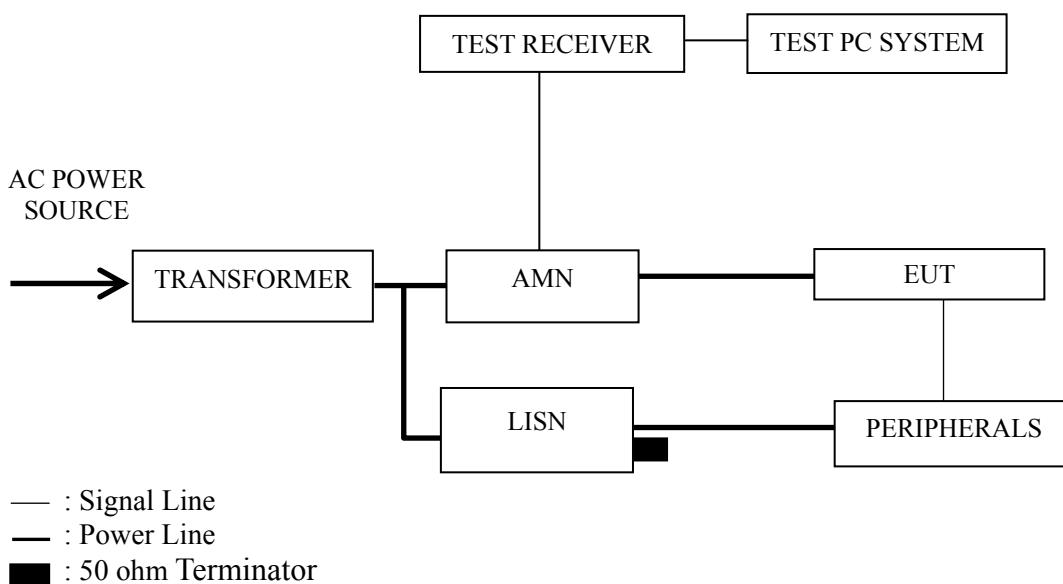 TEST RECEIVER
TEST PC SYSTEM
AC POWER
SOURCE
TRANSFORMER
AMN
EUT
LISN
PERIPHERALS
: Signal Line
: Power Line
: 50 ohm Terminator